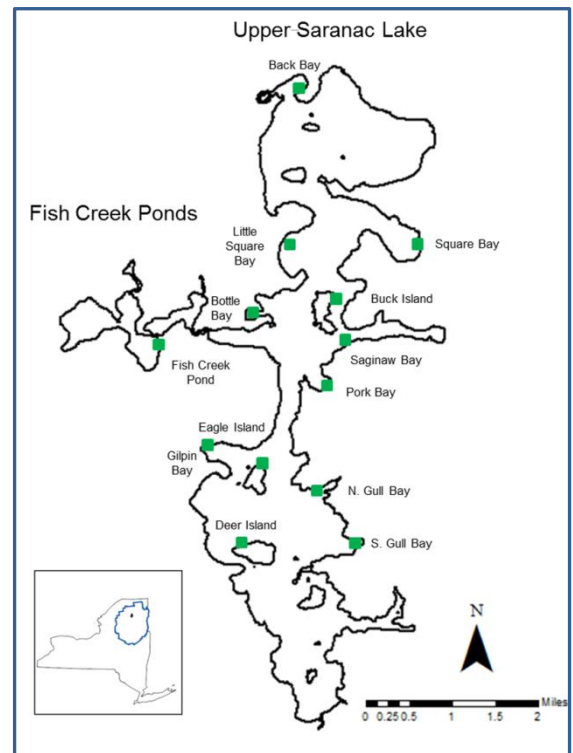 Upper Saranac Lake
Back Bay
Fish Creek Ponds
Little
Square
Bay
Square Bay
Bottle
Bay
Buck Island
Fish Creek
Pond
Saginaw Bay
Pork Bay
Eagle Island
Gilpin
Bay
N. Gull Bay
Deer Island
S. Gull Bay
N
Miles
0 0.25 0.5 1 1.5 2